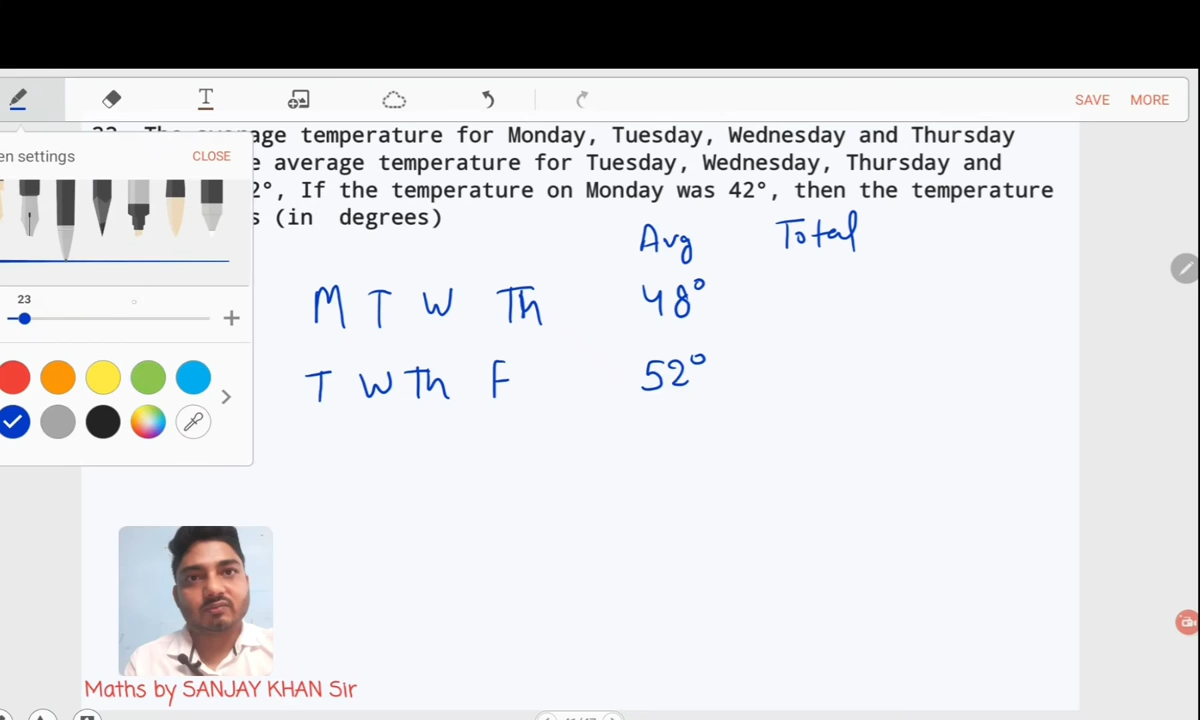 T
SAVE MORE
age temperature for Monday, Tuesday, Wednesday and Thursday
en settings CLOSE
e average temperature for Tuesday, Wednesday, Thursday and
2°, If the temperature on Monday was 42°, then the temperature
s (in degrees)
Avg Total
23
M T W Th 48°
T W Th F 52°
Maths by SANJAY KHAN Sir